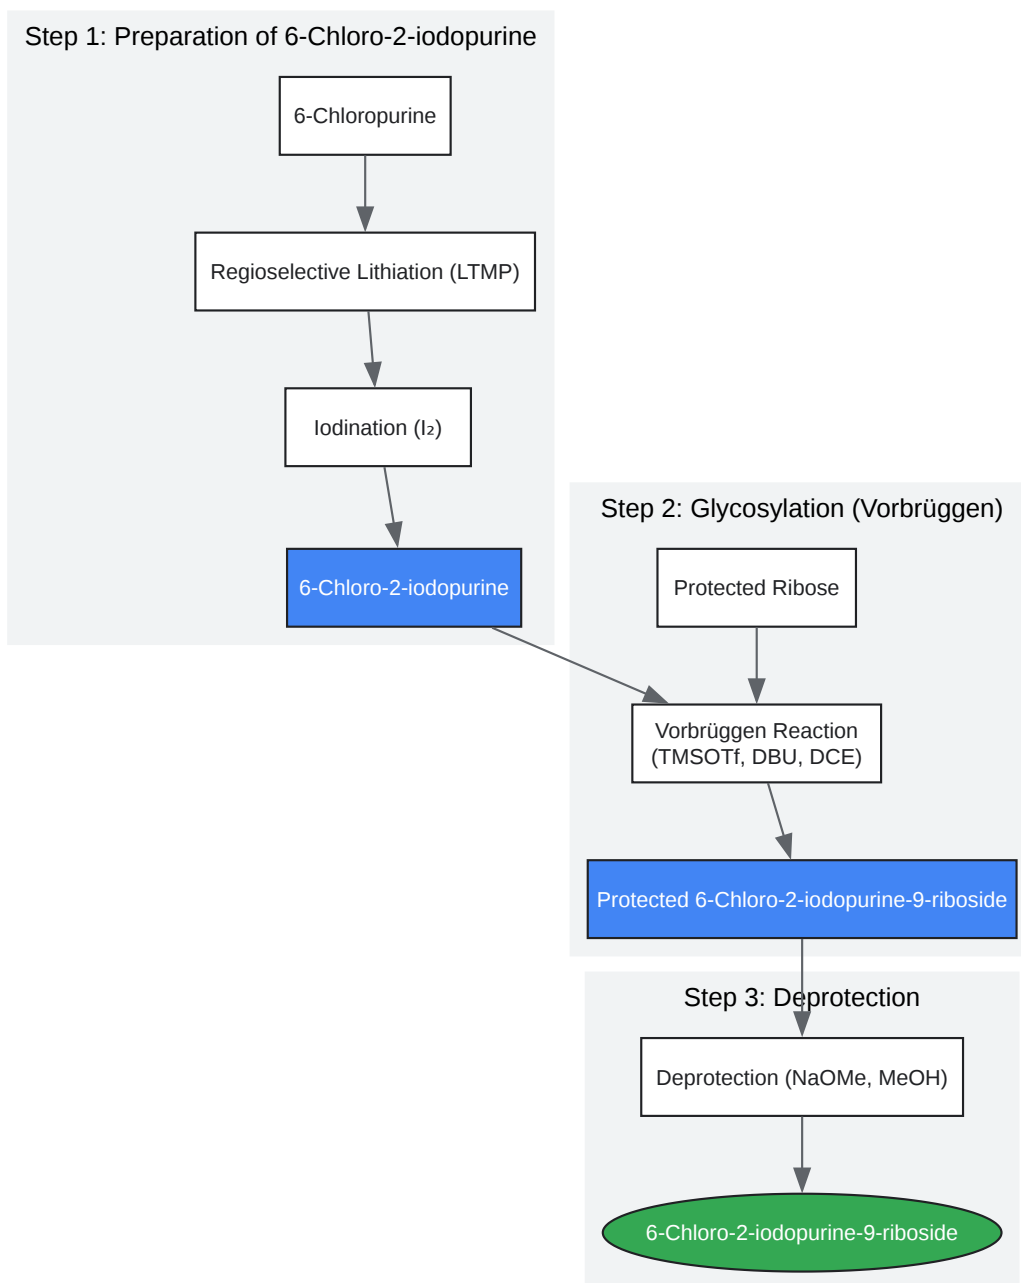 Step 1: Preparation of 6-Chloro-2-iodopurine
6-Chloropurine
Regioselective Lithiation (LTMP)
Iodination (I₂)
6-Chloro-2-iodopurine
Step 2: Glycosylation (Vorbrüggen)
Protected Ribose
Vorbrüggen Reaction
(TMSOTf, DBU, DCE)
Protected 6-Chloro-2-iodopurine-9-riboside
Step 3: Deprotection
Deprotection (NaOMe, MeOH)
6-Chloro-2-iodopurine-9-riboside